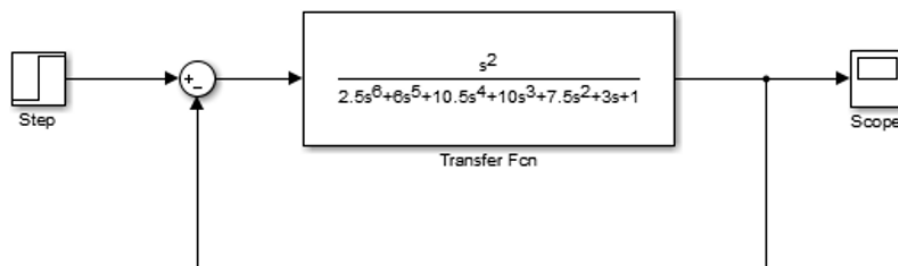 s²
Step
+
−
2.5s⁶+6s⁵+10.5s⁴+10s³+7.5s²+3s+1
Scope
Transfer Fcn